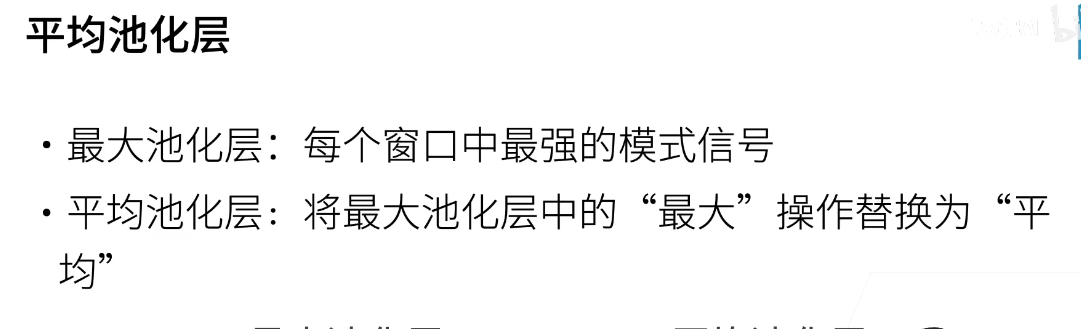 平均池化层
• 最大池化层：每个窗口中最强的模式信号
• 平均池化层：将最大池化层中的“最大”操作替换为“平
均”